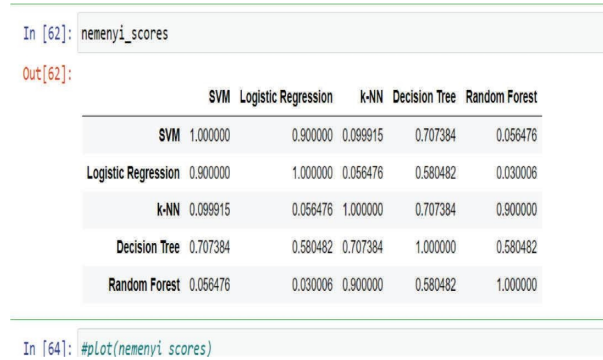 In [62]: nemenyi_scores
Out[62]:
SVM Logistic Regression k-NN Decision Tree Random Forest
SVM 1.000000 0.900000 0.099915 0.707384 0.056476
Logistic Regression 0.900000 1.000000 0.056476 0.580482 0.030006
k-NN 0.099915 0.056476 1.000000 0.707384 0.900000
Decision Tree 0.707384 0.580482 0.707384 1.000000 0.580482
Random Forest 0.056476 0.030006 0.900000 0.580482 1.000000
In [64]: #plot(nemenyi_scores)